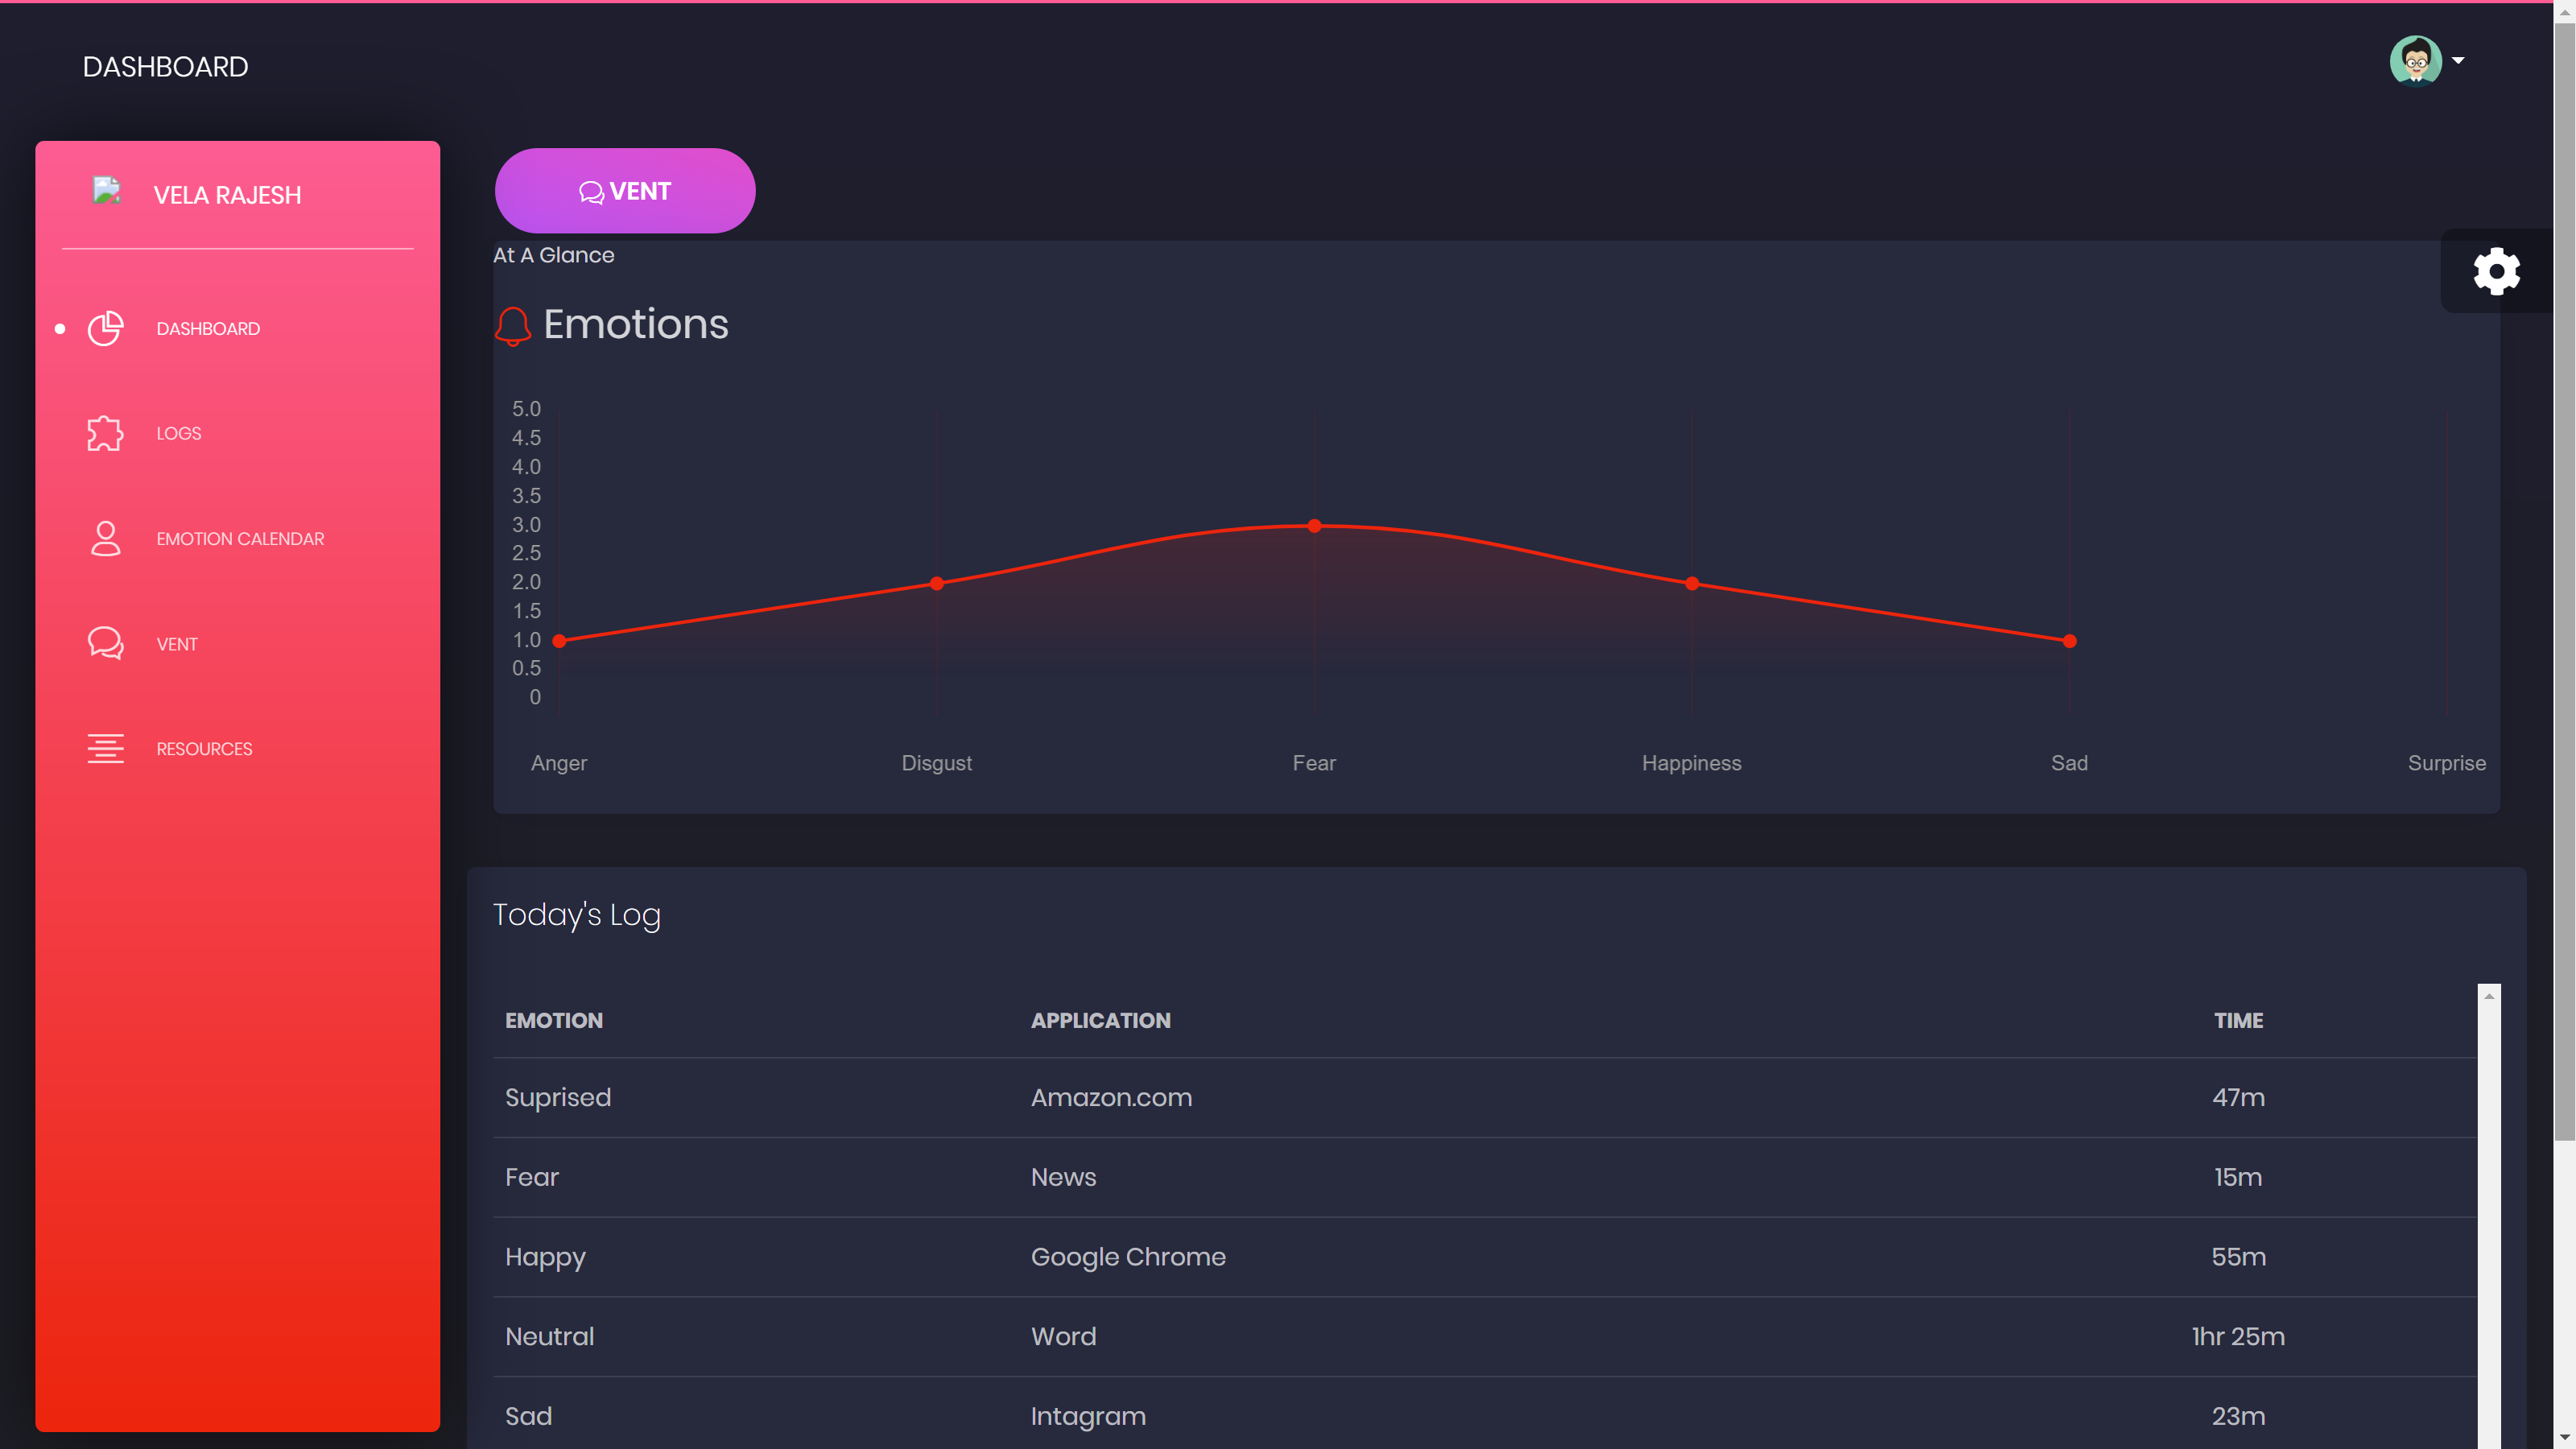 DASHBOARD
VELA RAJESH
DASHBOARD
LOGS
EMOTION CALENDAR
VENT
RESOURCES
VENT
At A Glance
Emotions
5.0
4.5
4.0
3.5
3.0
2.5
2.0
1.5
1.0
0.5
0
Anger Disgust Fear Happiness Sad Surprise
Today's Log
EMOTION APPLICATION TIME
Suprised Amazon.com 47m
Fear News 15m
Happy Google Chrome 55m
Neutral Word 1hr 25m
Sad Intagram 23m